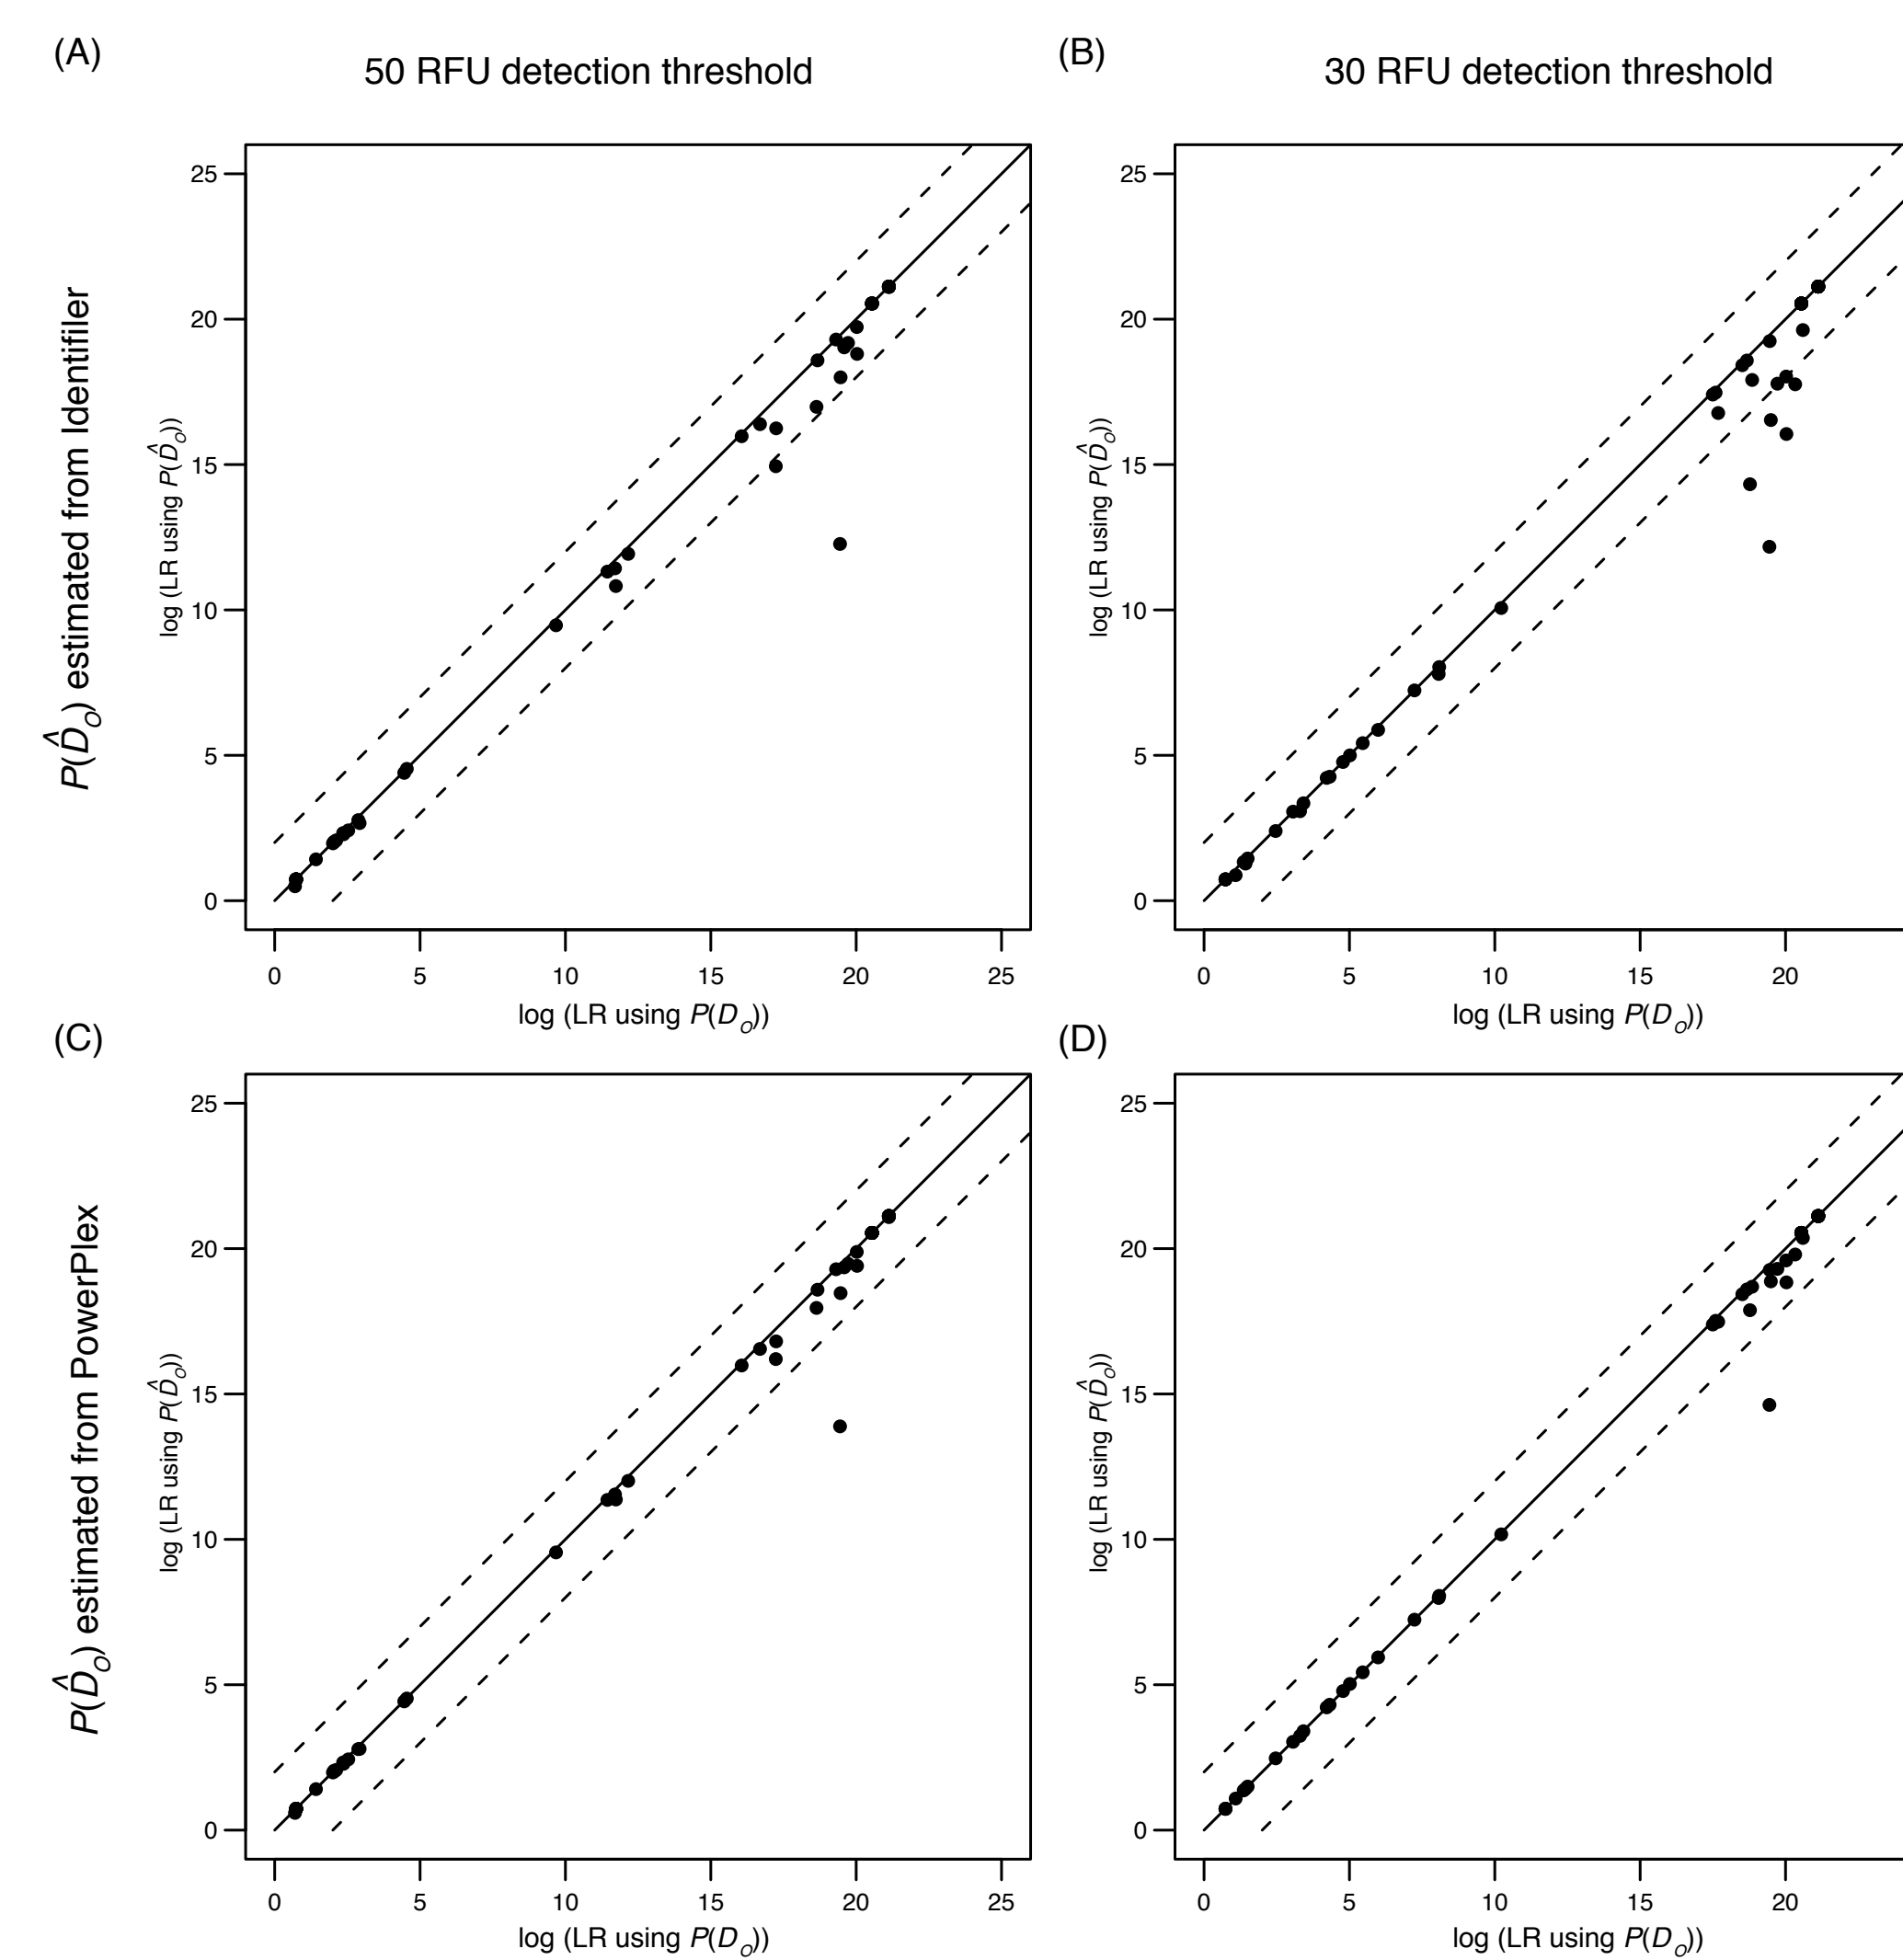 (A)
50 RFU detection threshold
(B)
30 RFU detection threshold
P(D̂O) estimated from Identifiler
log (LR using P(D̂O))
25
20
15
10
5
0
0 5 10 15 20 25
log (LR using P(DO))
log (LR using P(D̂O))
25
20
15
10
5
0
0 5 10 15 20
log (LR using P(DO))
(C)
(D)
P(D̂O) estimated from PowerPlex
log (LR using P(D̂O))
25
20
15
10
5
0
0 5 10 15 20 25
log (LR using P(DO))
log (LR using P(D̂O))
25
20
15
10
5
0
0 5 10 15 20
log (LR using P(DO))